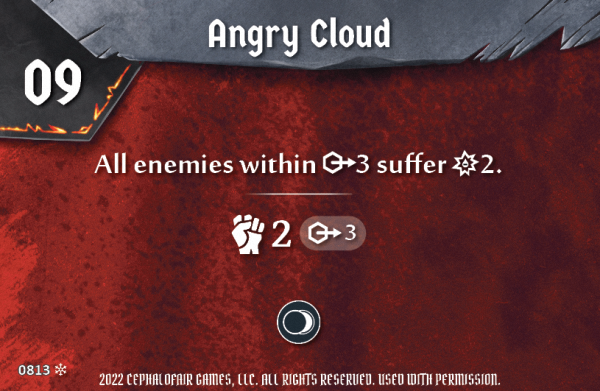 Angry Cloud
09
All enemies within 3 suffer 2.
2 3
0813
2022 CEPHALOFAIR GAMES, LLC. ALL RIGHTS RESERVED. USED WITH PERMISSION.